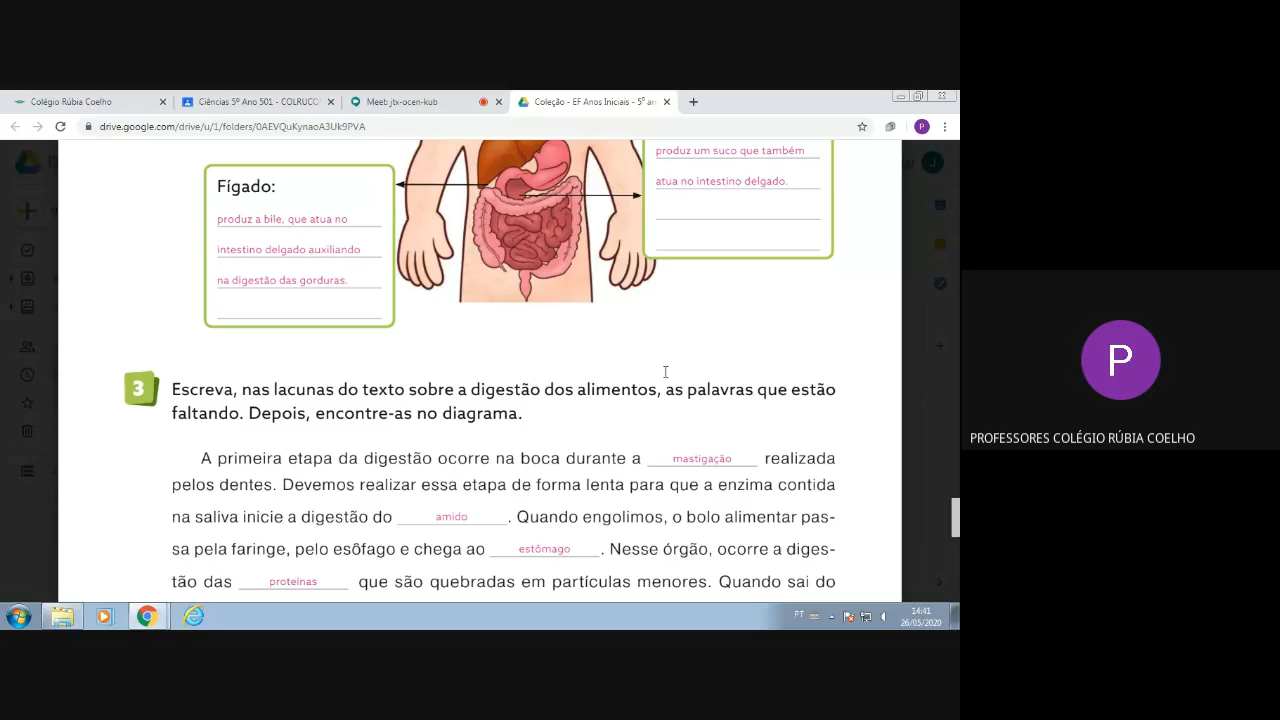 Colégio Rúbia Coelho
Ciências 5º Ano 501 - COLRUCO
Meet: jtx-ocen-kub
Coleção - EF Anos Iniciais - 5º an
drive.google.com/drive/u/1/folders/0AEVQuKynaoA3Uk9PVA
P
J
produz um suco que também
atua no intestino delgado.
Fígado:
produz a bile, que atua no
intestino delgado auxiliando
na digestão das gorduras.
3
Escreva, nas lacunas do texto sobre a digestão dos alimentos, as palavras que estão
faltando. Depois, encontre-as no diagrama.
A primeira etapa da digestão ocorre na boca durante a mastigação realizada
pelos dentes. Devemos realizar essa etapa de forma lenta para que a enzima contida
na saliva inicie a digestão do amido. Quando engolimos, o bolo alimentar pas-
sa pela faringe, pelo esôfago e chega ao estômago. Nesse órgão, ocorre a diges-
tão das proteínas que são quebradas em partículas menores. Quando sai do
PT
14:41
26/05/2020
P
PROFESSORES COLÉGIO RÚBIA COELHO